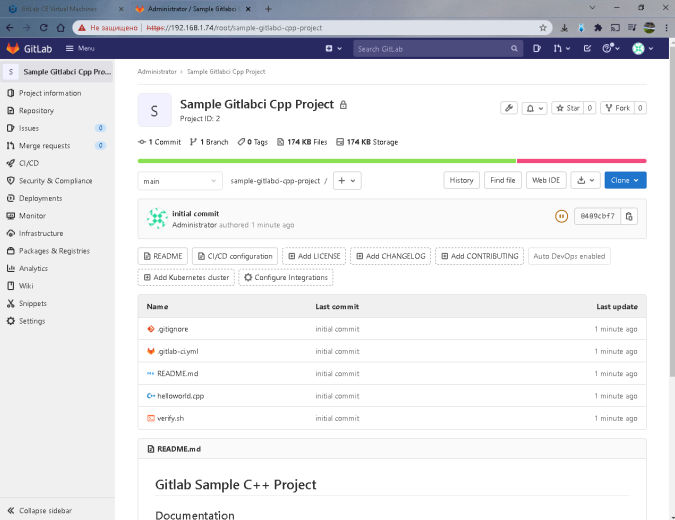 GitLab CE Virtual Machines
Administrator / Sample Gitlabci C
Не защищено https://192.168.1.74/root/sample-gitlabci-cpp-project
GitLab Menu Search GitLab
S Sample Gitlabci Cpp Pro...
Project information
Repository
Issues 0
Merge requests 0
CI/CD
Security & Compliance
Deployments
Monitor
Infrastructure
Packages & Registries
Analytics
Wiki
Snippets
Settings
Collapse sidebar
Administrator > Sample Gitlabci Cpp Project
S
Sample Gitlabci Cpp Project
Project ID: 2
Star 0 Fork 0
1 Commit 1 Branch 0 Tags 174 KB Files 174 KB Storage
main sample-gitlabci-cpp-project / + History Find file Web IDE Clone
initial commit
Administrator authored 1 minute ago
0409cbf7
README CI/CD configuration Add LICENSE Add CHANGELOG Add CONTRIBUTING Auto DevOps enabled
Add Kubernetes cluster Configure Integrations
Name Last commit Last update
.gitignore initial commit 1 minute ago
.gitlab-ci.yml initial commit 1 minute ago
README.md initial commit 1 minute ago
helloworld.cpp initial commit 1 minute ago
verify.sh initial commit 1 minute ago
README.md
Gitlab Sample C++ Project
Documentation